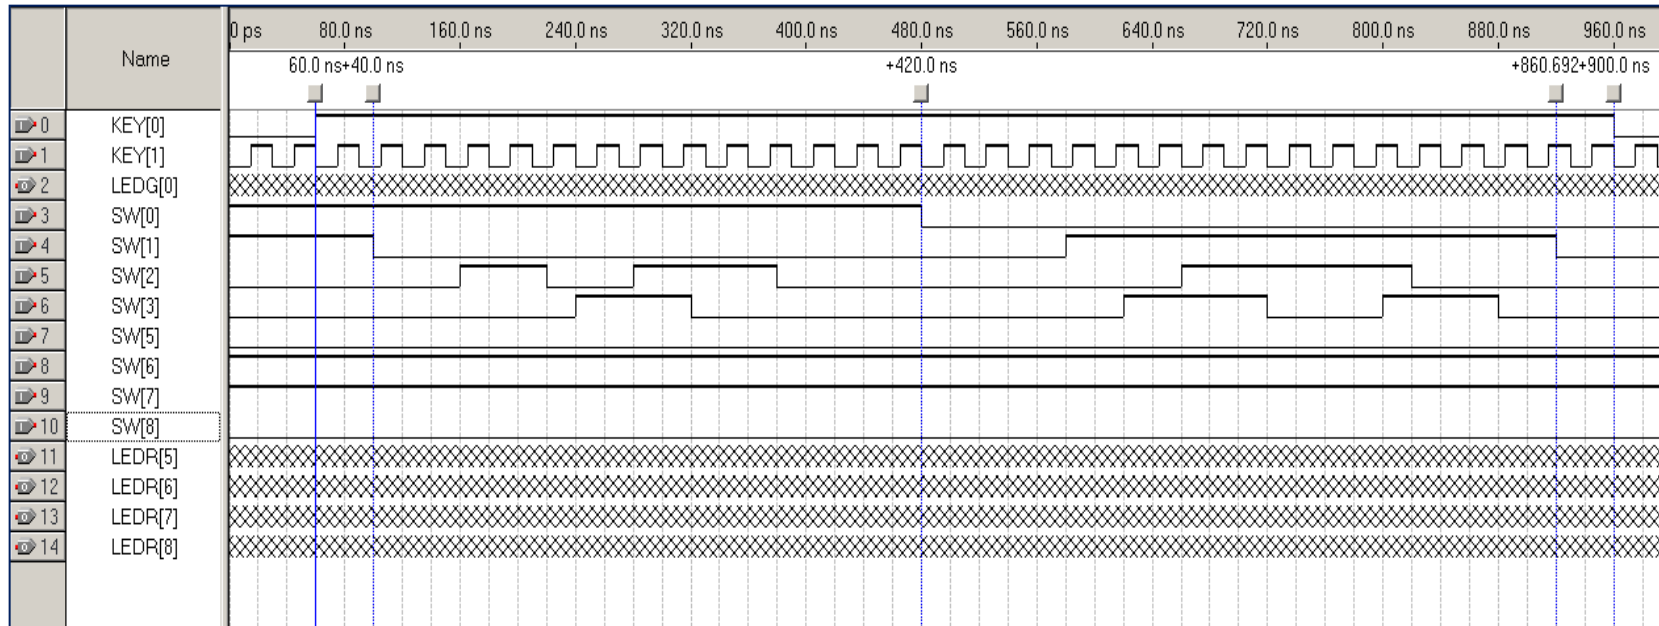 Name
0 ps 80.0 ns 160.0 ns 240.0 ns 320.0 ns 400.0 ns 480.0 ns 560.0 ns 640.0 ns 720.0 ns 800.0 ns 880.0 ns 960.0 ns
60.0 ns+40.0 ns +420.0 ns +860.692+900.0 ns
0 KEY[0]
1 KEY[1]
2 LEDG[0]
3 SW[0]
4 SW[1]
5 SW[2]
6 SW[3]
7 SW[5]
8 SW[6]
9 SW[7]
10 SW[8]
11 LEDR[5]
12 LEDR[6]
13 LEDR[7]
14 LEDR[8]